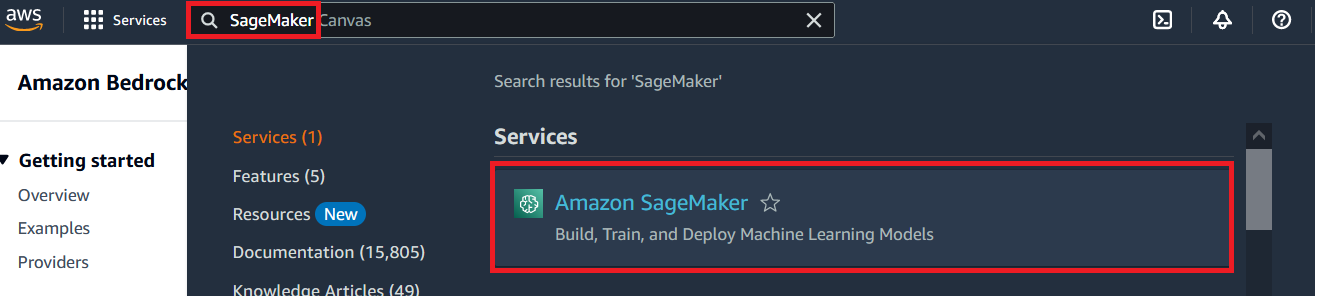 aws
Services
SageMaker Canvas
Amazon Bedrock
Search results for 'SageMaker'
Getting started
Overview
Examples
Providers
Services (1)
Features (5)
Resources New
Documentation (15,805)
Knowledge Articles (49)
Services
Amazon SageMaker
Build, Train, and Deploy Machine Learning Models